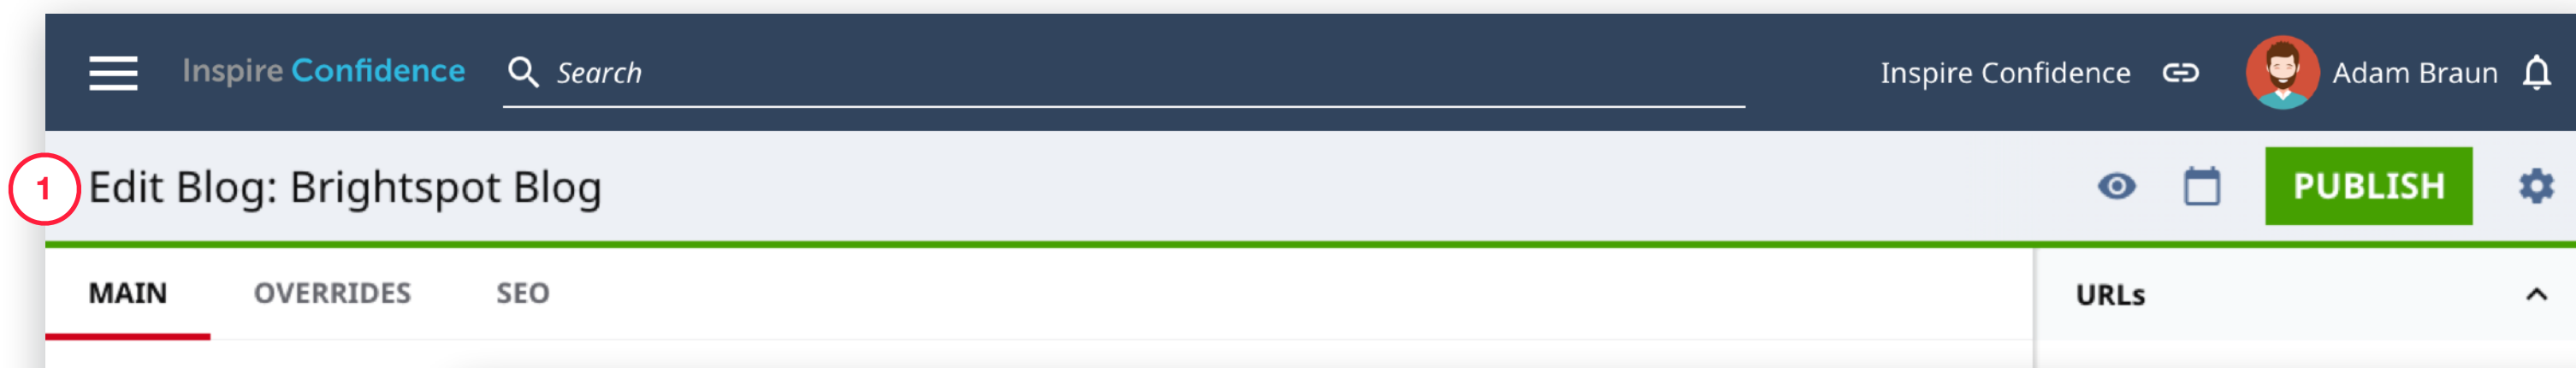 Inspire Confidence Search Inspire Confidence Adam Braun
1 Edit Blog: Brightspot Blog PUBLISH
MAIN OVERRIDES SEO URLs